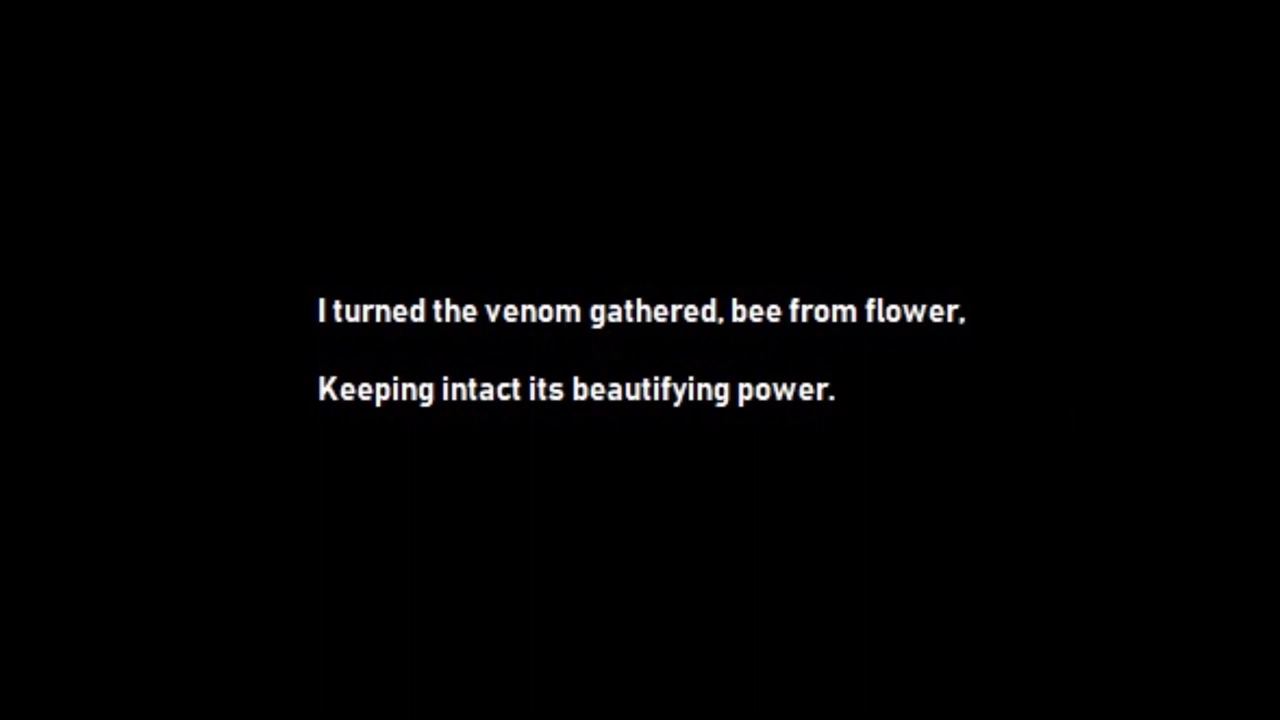 I turned the venom gathered, bee from flower,
Keeping intact its beautifying power.